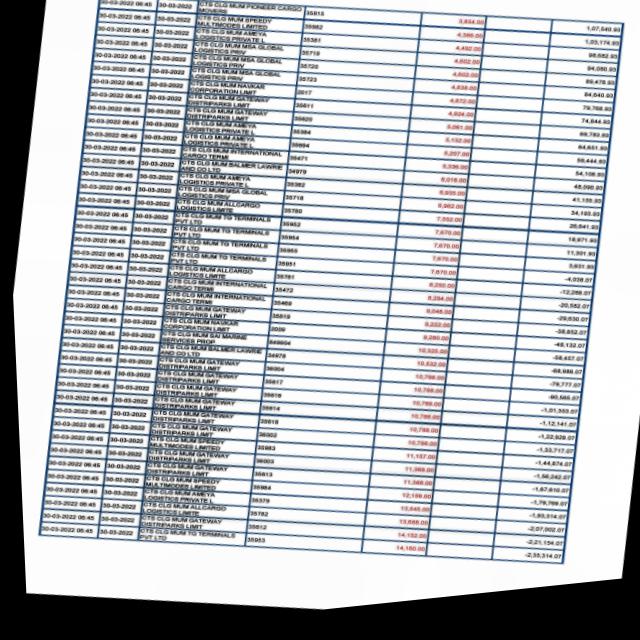 30-03-2022 06:45 30-03-2022 CTS CLG MUM PIONEER CARGO MOVERS 35815 3,834.00 1,07,540.93
30-03-2022 06:45 30-03-2022 CTS CLG MUM SPEEDY MULTIMODES LIMITED 35982 4,366.00 1,03,174.93
30-03-2022 06:45 30-03-2022 CTS CLG MUM AMEYA LOGISTICS PRIVATE L 35381 4,492.00 98,682.93
30-03-2022 06:45 30-03-2022 CTS CLG MUM MSA GLOBAL LOGISTICS PRIV 35719 4,602.00 94,080.93
30-03-2022 06:45 30-03-2022 CTS CLG MUM MSA GLOBAL LOGISTICS PRIV 35720 4,602.00 89,478.93
30-03-2022 06:45 30-03-2022 CTS CLG MUM MSA GLOBAL LOGISTICS PRIV 35723 4,838.00 84,640.93
30-03-2022 06:45 30-03-2022 CTS CLG MUM NAVKAR CORPORATION LIMIT 2017 4,872.00 79,768.93
30-03-2022 06:45 30-03-2022 CTS CLG MUM GATEWAY DISTRIPARKS LIMIT 35611 4,924.00 74,844.93
30-03-2022 06:45 30-03-2022 CTS CLG MUM GATEWAY DISTRIPARKS LIMIT 35620 5,061.00 69,783.93
30-03-2022 06:45 30-03-2022 CTS CLG MUM AMEYA LOGISTICS PRIVATE L 35384 5,132.00 64,651.93
30-03-2022 06:45 30-03-2022 CTS CLG MUM AMEYA LOGISTICS PRIVATE L 35694 5,207.00 59,444.93
30-03-2022 06:45 30-03-2022 CTS CLG MUM INTERNATIONAL CARGO TERMI 35471 5,336.00 54,108.93
30-03-2022 06:45 30-03-2022 CTS CLG MUM BALMER LAWRIE AND CO LTD 34979 6,018.00 48,090.93
30-03-2022 06:45 30-03-2022 CTS CLG MUM AMEYA LOGISTICS PRIVATE L 35382 6,935.00 41,155.93
30-03-2022 06:45 30-03-2022 CTS CLG MUM MSA GLOBAL LOGISTICS PRIV 35718 6,962.00 34,193.93
30-03-2022 06:45 30-03-2022 CTS CLG MUM ALLCARGO LOGISTICS LIMITE 35780 7,552.00 26,641.93
30-03-2022 06:45 30-03-2022 CTS CLG MUM TG TERMINALS PVT LTD 35952 7,670.00 18,971.93
30-03-2022 06:45 30-03-2022 CTS CLG MUM TG TERMINALS PVT LTD 35954 7,670.00 11,301.93
30-03-2022 06:45 30-03-2022 CTS CLG MUM TG TERMINALS PVT LTD 35955 7,670.00 3,631.93
30-03-2022 06:45 30-03-2022 CTS CLG MUM TG TERMINALS PVT LTD 35951 7,670.00 -4,038.07
30-03-2022 06:45 30-03-2022 CTS CLG MUM ALLCARGO LOGISTICS LIMITE 35781 8,250.00 -12,288.07
30-03-2022 06:45 30-03-2022 CTS CLG MUM INTERNATIONAL CARGO TERMI 35472 8,294.00 -20,582.07
30-03-2022 06:45 30-03-2022 CTS CLG MUM INTERNATIONAL CARGO TERMI 35469 9,048.00 -29,630.07
30-03-2022 06:45 30-03-2022 CTS CLG MUM GATEWAY DISTRIPARKS LIMIT 35619 9,222.00 -38,852.07
30-03-2022 06:45 30-03-2022 CTS CLG MUM NAVKAR CORPORATION LIMIT 2009 9,280.00 -48,132.07
30-03-2022 06:45 30-03-2022 CTS CLG MUM SAI MARINE SERVICES PROP 849604 10,325.00 -58,457.07
30-03-2022 06:45 30-03-2022 CTS CLG MUM BALMER LAWRIE AND CO LTD 34978 10,532.00 -68,989.07
30-03-2022 06:45 30-03-2022 CTS CLG MUM GATEWAY DISTRIPARKS LIMIT 36004 10,788.00 -79,777.07
30-03-2022 06:45 30-03-2022 CTS CLG MUM GATEWAY DISTRIPARKS LIMIT 35617 10,788.00 -90,565.07
30-03-2022 06:45 30-03-2022 CTS CLG MUM GATEWAY DISTRIPARKS LIMIT 35616 10,788.00 -1,01,353.07
30-03-2022 06:45 30-03-2022 CTS CLG MUM GATEWAY DISTRIPARKS LIMIT 35614 10,788.00 -1,12,141.07
30-03-2022 06:45 30-03-2022 CTS CLG MUM GATEWAY DISTRIPARKS LIMIT 35615 10,788.00 -1,22,929.07
30-03-2022 06:45 30-03-2022 CTS CLG MUM GATEWAY DISTRIPARKS LIMIT 36002 10,788.00 -1,33,717.07
30-03-2022 06:45 30-03-2022 CTS CLG MUM SPEEDY MULTIMODES LIMITED 35983 11,157.00 -1,44,874.07
30-03-2022 06:45 30-03-2022 CTS CLG MUM GATEWAY DISTRIPARKS LIMIT 36003 11,368.00 -1,56,242.07
30-03-2022 06:45 30-03-2022 CTS CLG MUM GATEWAY DISTRIPARKS LIMIT 35613 11,368.00 -1,67,610.07
30-03-2022 06:45 30-03-2022 CTS CLG MUM SPEEDY MULTIMODES LIMITED 35984 12,159.00 -1,79,769.07
30-03-2022 06:45 30-03-2022 CTS CLG MUM AMEYA LOGISTICS PRIVATE L 35379 13,545.00 -1,93,314.07
30-03-2022 06:45 30-03-2022 CTS CLG MUM ALLCARGO LOGISTICS LIMITE 35782 13,688.00 -2,07,002.07
30-03-2022 06:45 30-03-2022 CTS CLG MUM GATEWAY DISTRIPARKS LIMIT 35612 14,152.00 -2,21,154.07
30-03-2022 06:45 30-03-2022 CTS CLG MUM TG TERMINALS PVT LTD 35953 14,160.00 -2,35,314.07